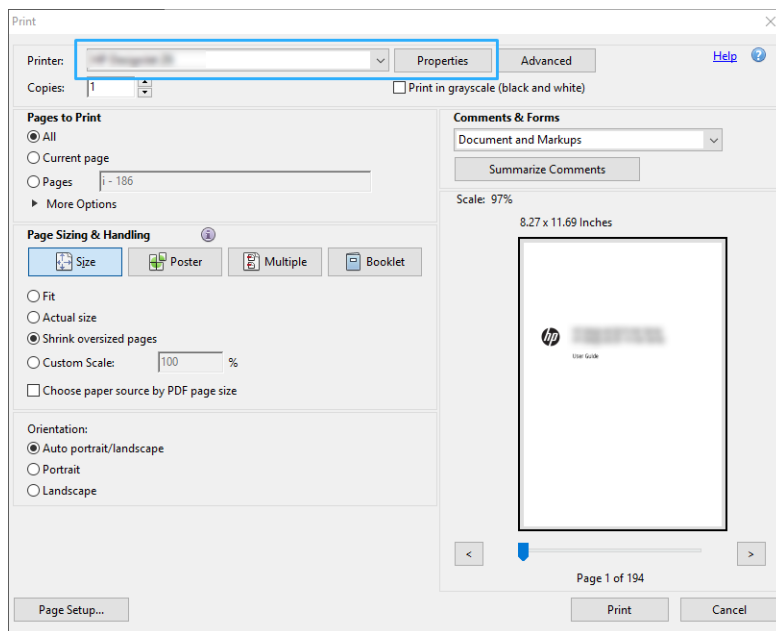 Print
Printer: Properties Advanced Help ?
Copies: 1 Print in grayscale (black and white)
Pages to Print
All
Current page
Pages i - 186
More Options
Comments & Forms
Document and Markups
Summarize Comments
Scale: 97%
8.27 x 11.69 Inches
hp
User Guide
Page Sizing & Handling i
Size Poster Multiple Booklet
Fit
Actual size
Shrink oversized pages
Custom Scale: 100 %
Choose paper source by PDF page size
Orientation:
Auto portrait/landscape
Portrait
Landscape
< >
Page 1 of 194
Page Setup... Print Cancel